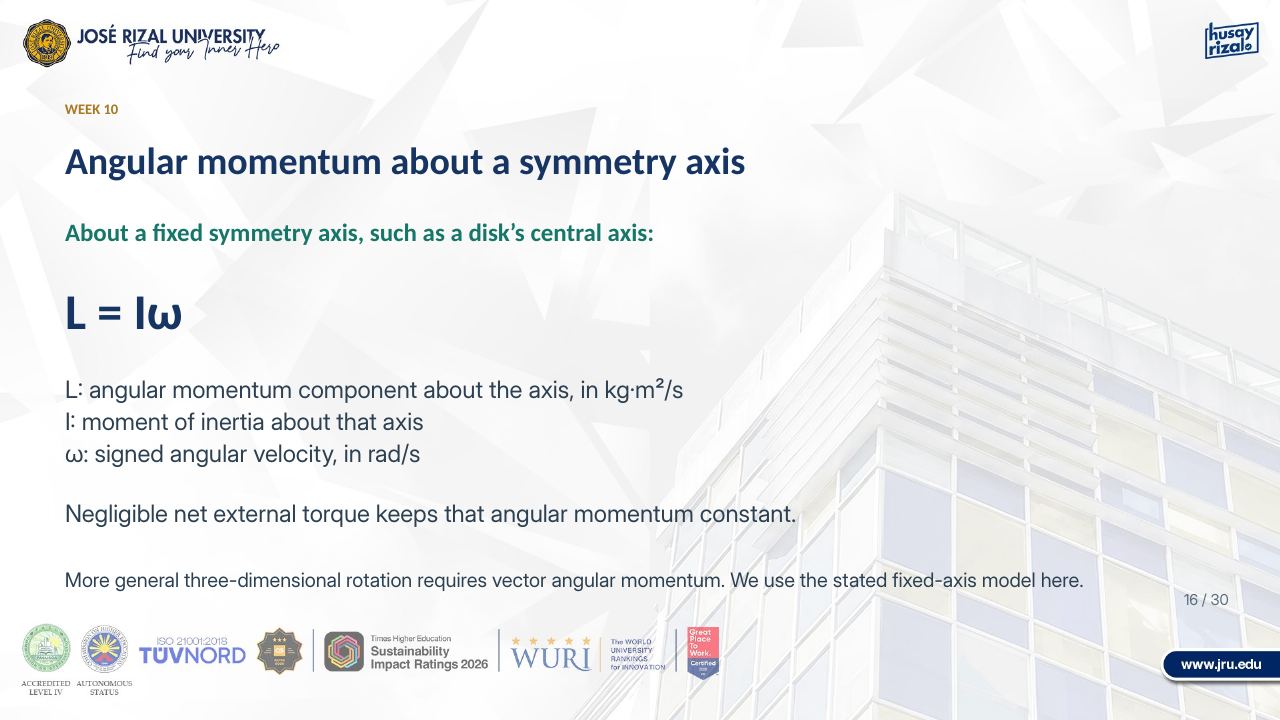 JOSÉ RIZAL UNIVERSITY
Find your Inner Hero
husay
rizal
WEEK 10
Angular momentum about a symmetry axis
About a fixed symmetry axis, such as a disk’s central axis:
L = Iω
L: angular momentum component about the axis, in kg·m²/s
I: moment of inertia about that axis
ω: signed angular velocity, in rad/s
Negligible net external torque keeps that angular momentum constant.
More general three-dimensional rotation requires vector angular momentum. We use the stated fixed-axis model here.
16 / 30
ACCREDITED
LEVEL IV
AUTONOMOUS
STATUS
ISO 21001:2018
TÜVNORD
Times Higher Education
Sustainability
Impact Ratings 2026
WURI
The WORLD
UNIVERSITY
RANKINGS
for INNOVATION
Great
Place
To
Work.
Certified
www.jru.edu